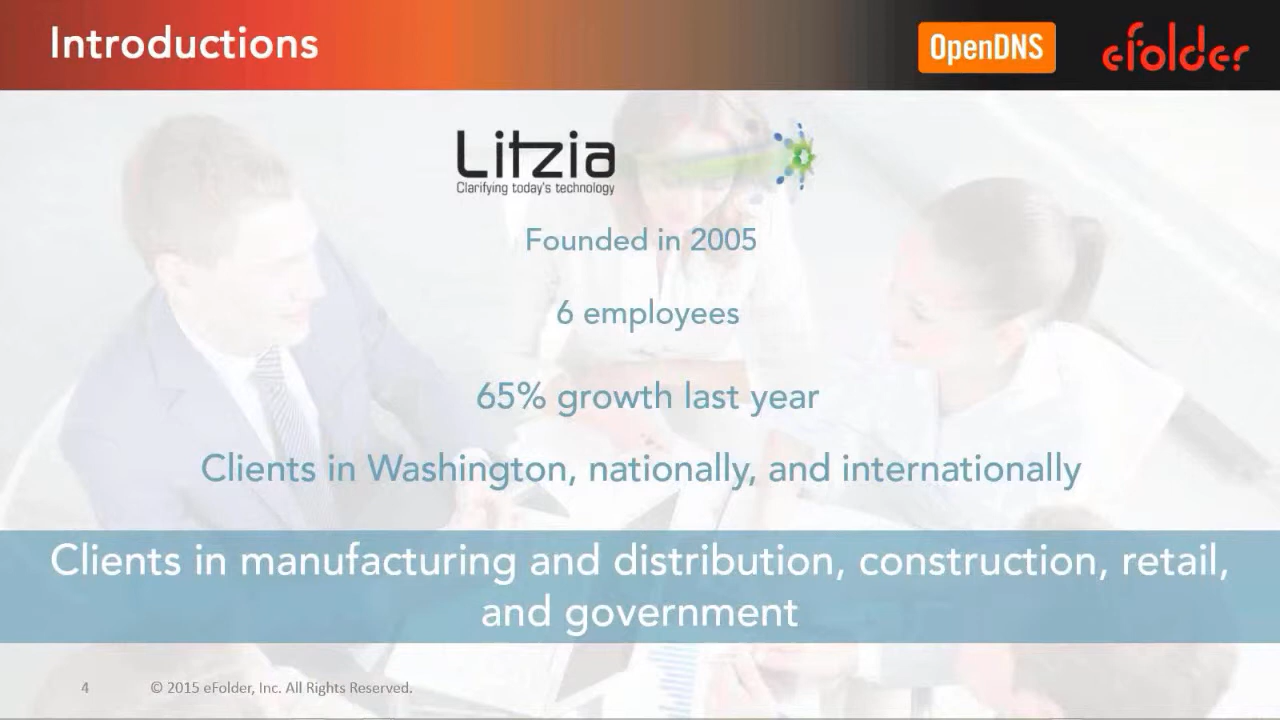 Introductions
OpenDNS
efolder
Litzia
Clarifying today's technology
Founded in 2005
6 employees
65% growth last year
Clients in Washington, nationally, and internationally
Clients in manufacturing and distribution, construction, retail,
and government
4
© 2015 eFolder, Inc. All Rights Reserved.